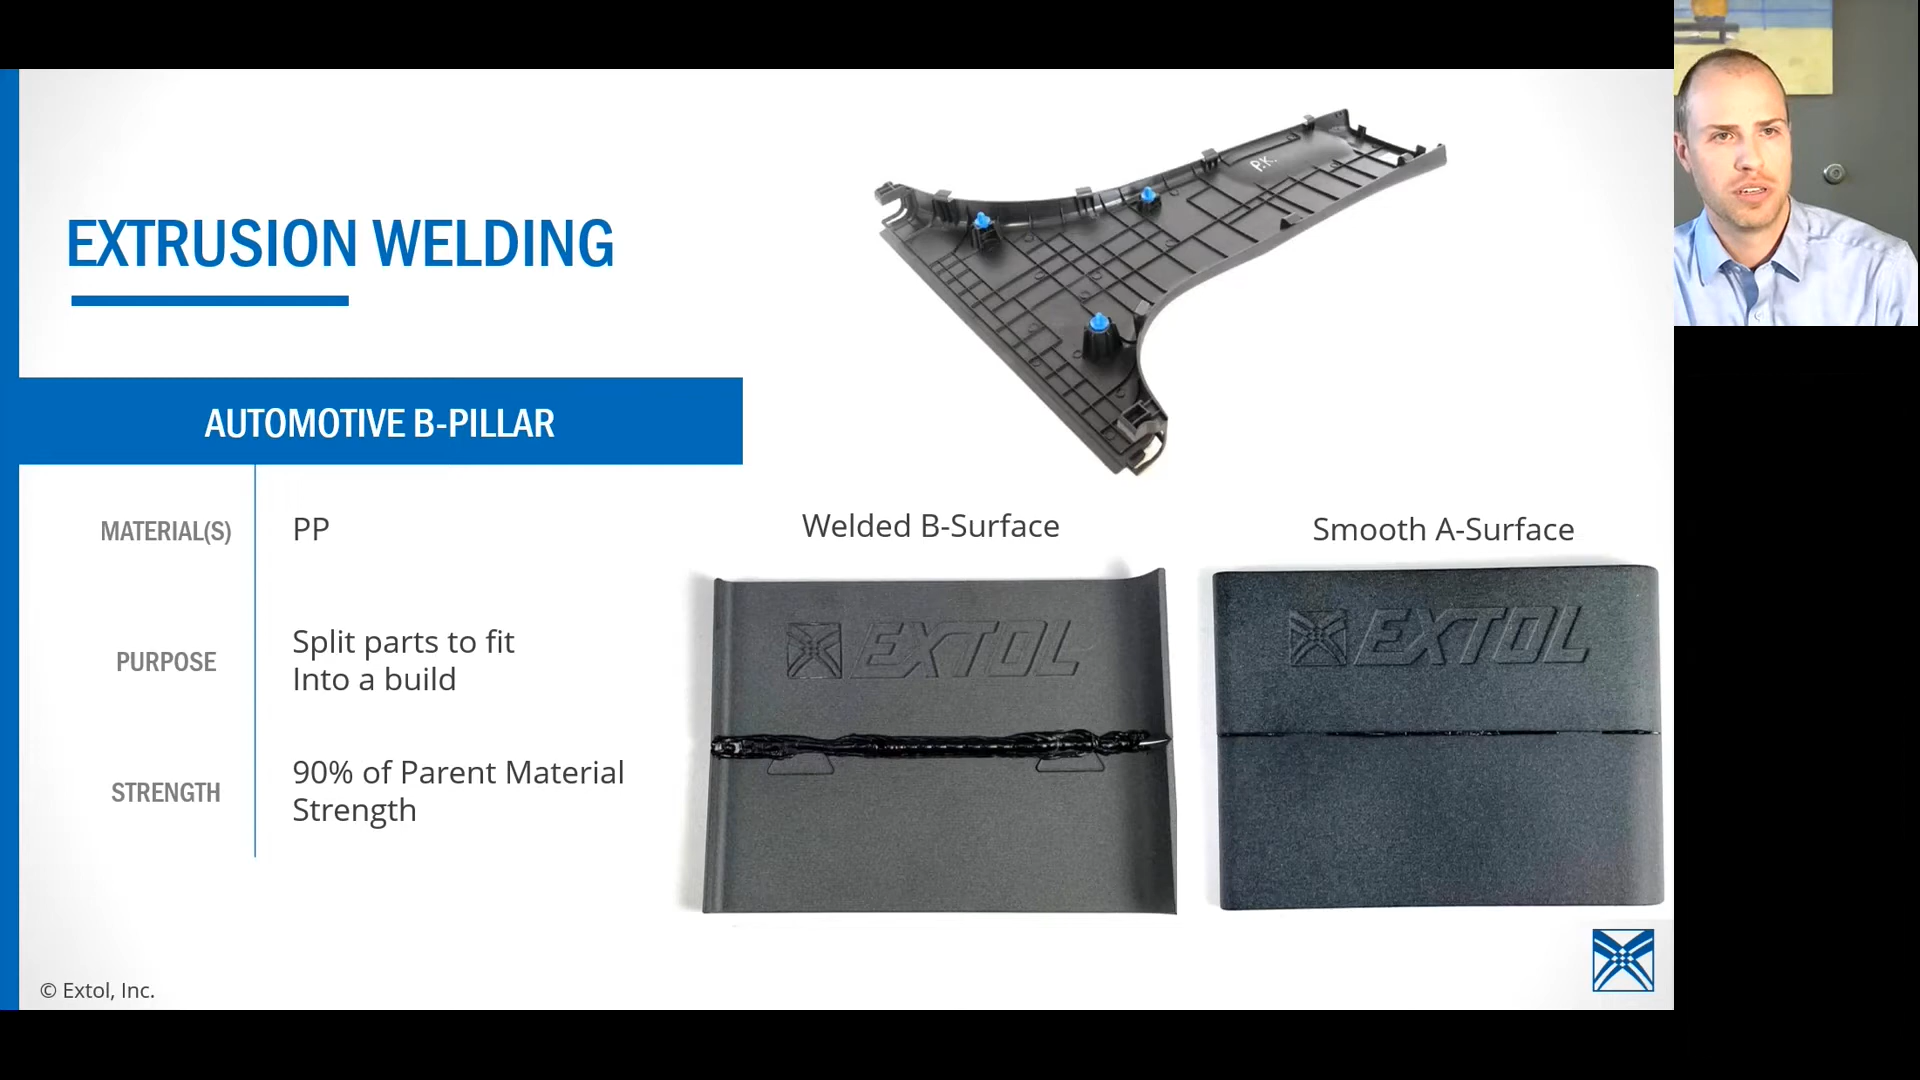 EXTRUSION WELDING
P.K.
AUTOMOTIVE B-PILLAR
MATERIAL(S)
PP
PURPOSE
Split parts to fit
Into a build
STRENGTH
90% of Parent Material
Strength
Welded B-Surface
Smooth A-Surface
EXTOL
EXTOL
© Extol, Inc.